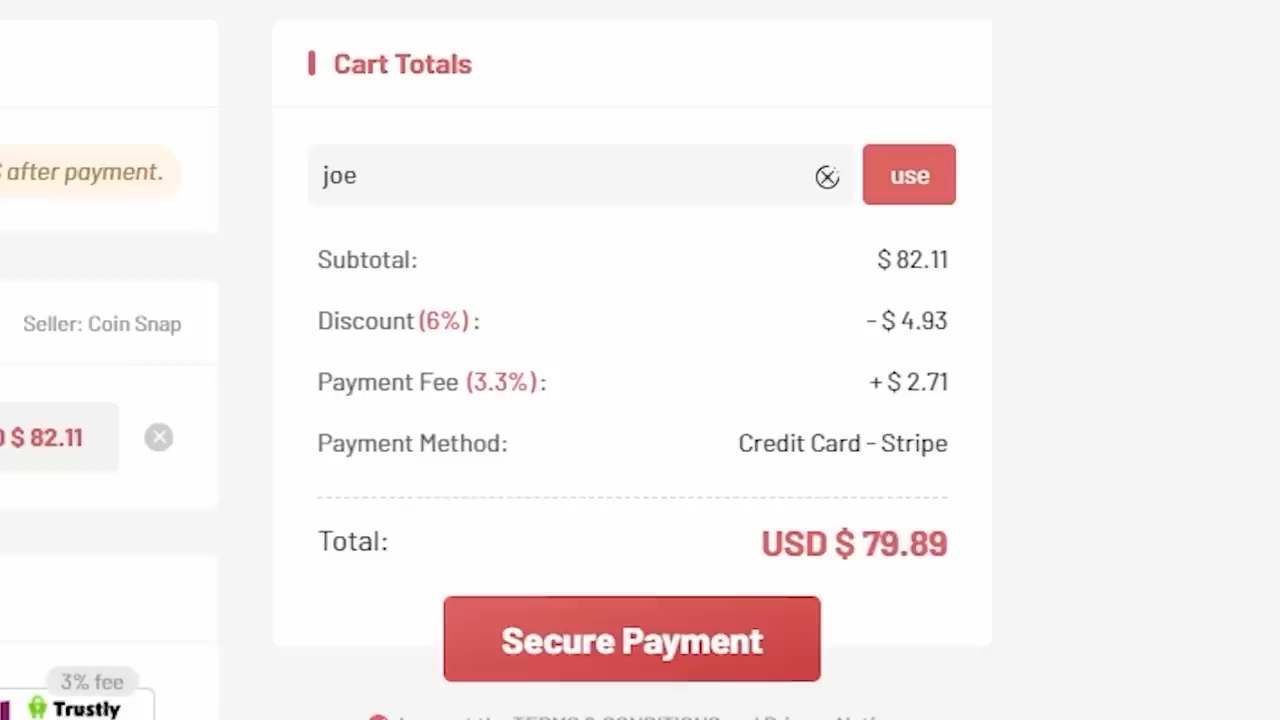 Cart Totals
after payment.
joe
use
Subtotal:
$ 82.11
Discount (6%) :
- $ 4.93
Seller: Coin Snap
Payment Fee (3.3%) :
+ $ 2.71
$ 82.11
Payment Method:
Credit Card - Stripe
Total:
USD $ 79.89
Secure Payment
3% fee
Trustly